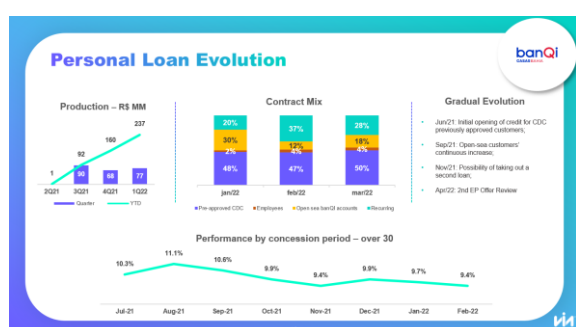 banQi
CASASBAHIA
Personal Loan Evolution
Production – R$ MM
237
160
92
1
90
68
77
2Q21 3Q21 4Q21 1Q22
Quarter YTD
Contract Mix
20% 37% 28%
30% 12% 18%
2% 4% 4%
48% 47% 50%
jan/22 feb/22 mar/22
Pre-approved CDC Employees Open sea banQI accounts Recurring
Gradual Evolution
• Jun/21: Initial opening of credit for CDC
previously approved customers;
• Sep/21: Open-sea customers'
continuous increase;
• Nov/21: Possibility of taking out a
second loan;
• Apr/22: 2nd EP Offer Review
Performance by concession period – over 30
10.3% 11.1% 10.6% 9.9% 9.4% 9.9% 9.7% 9.4%
Jul-21 Aug-21 Sep-21 Oct-21 Nov-21 Dec-21 Jan-22 Feb-22
via